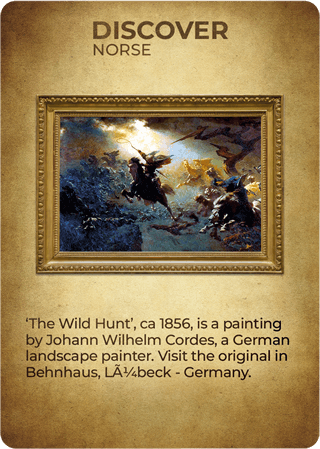 DISCOVER
NORSE
‘The Wild Hunt’, ca 1856, is a painting
by Johann Wilhelm Cordes, a German
landscape painter. Visit the original in
Behnhaus, LÃ¼beck - Germany.